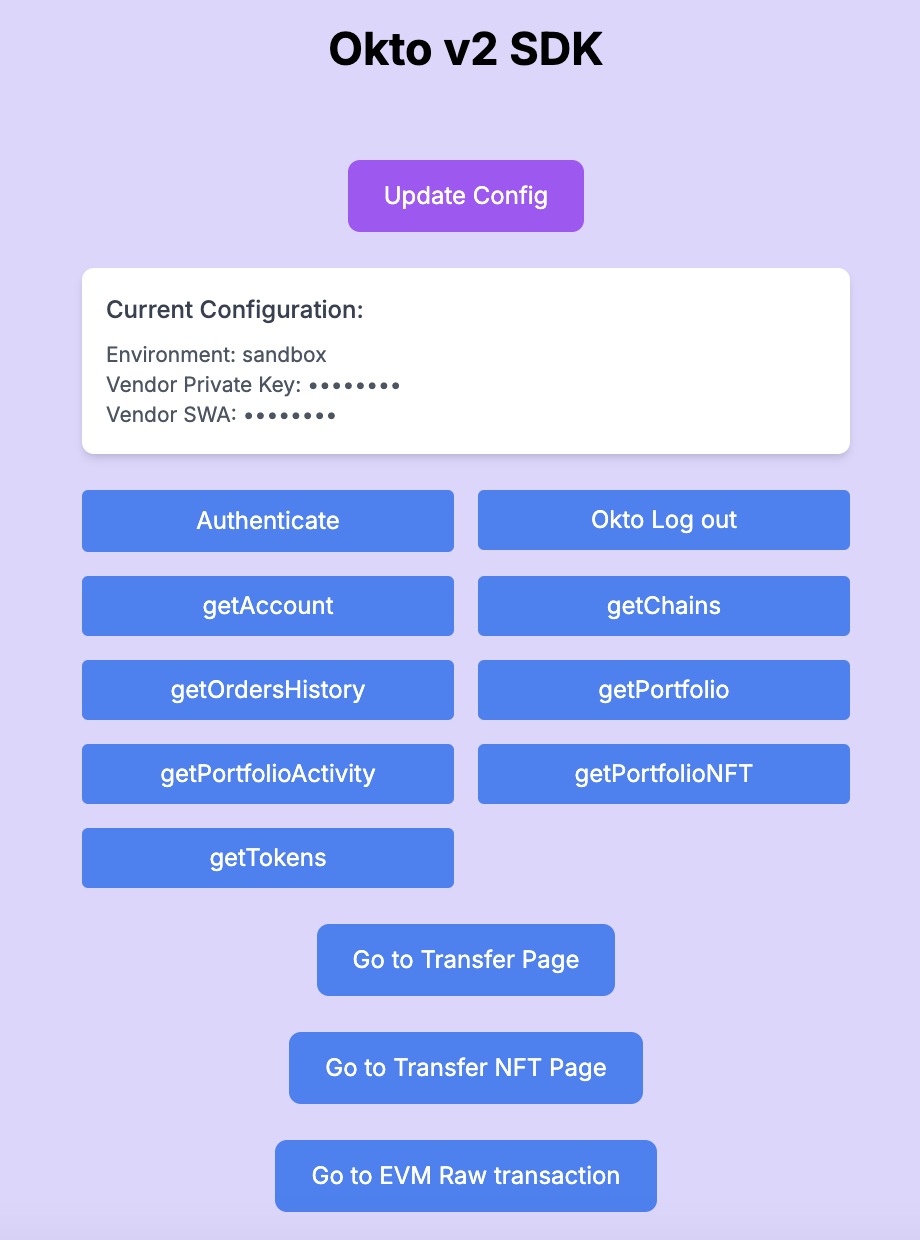 Okto v2 SDK
Update Config
Current Configuration:
Environment: sandbox
Vendor Private Key: ••••••••
Vendor SWA: ••••••••
Authenticate
Okto Log out
getAccount
getChains
getOrdersHistory
getPortfolio
getPortfolioActivity
getPortfolioNFT
getTokens
Go to Transfer Page
Go to Transfer NFT Page
Go to EVM Raw transaction